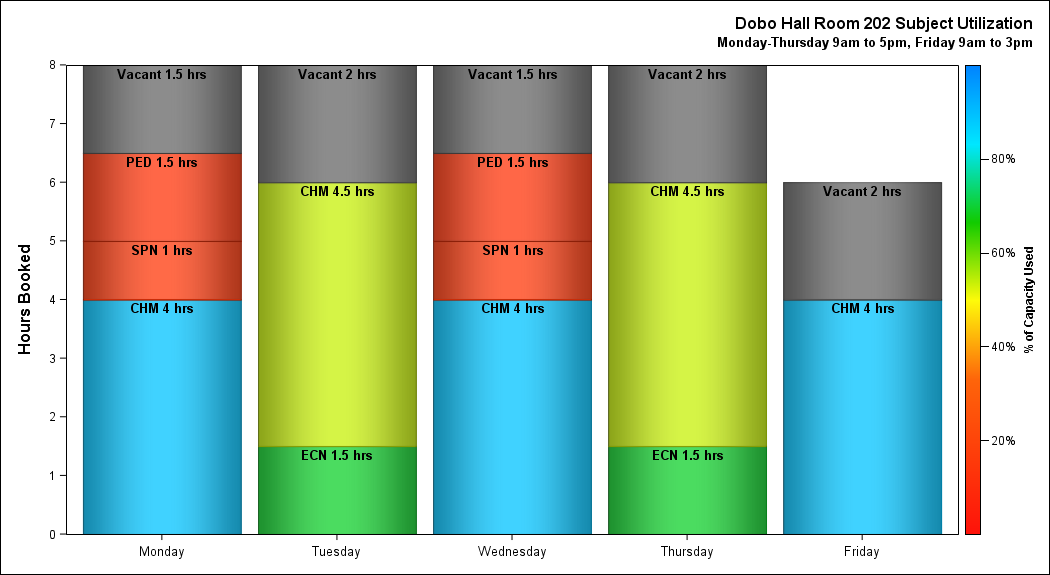 Dobo Hall Room 202 Subject Utilization
Monday-Thursday 9am to 5pm, Friday 9am to 3pm
Hours Booked
8
7
6
5
4
3
2
1
0
Vacant 1.5 hrs
PED 1.5 hrs
SPN 1 hrs
CHM 4 hrs
Vacant 2 hrs
CHM 4.5 hrs
ECN 1.5 hrs
Vacant 1.5 hrs
PED 1.5 hrs
SPN 1 hrs
CHM 4 hrs
Vacant 2 hrs
CHM 4.5 hrs
ECN 1.5 hrs
Vacant 2 hrs
CHM 4 hrs
Monday
Tuesday
Wednesday
Thursday
Friday
80%
60%
40%
20%
% of Capacity Used